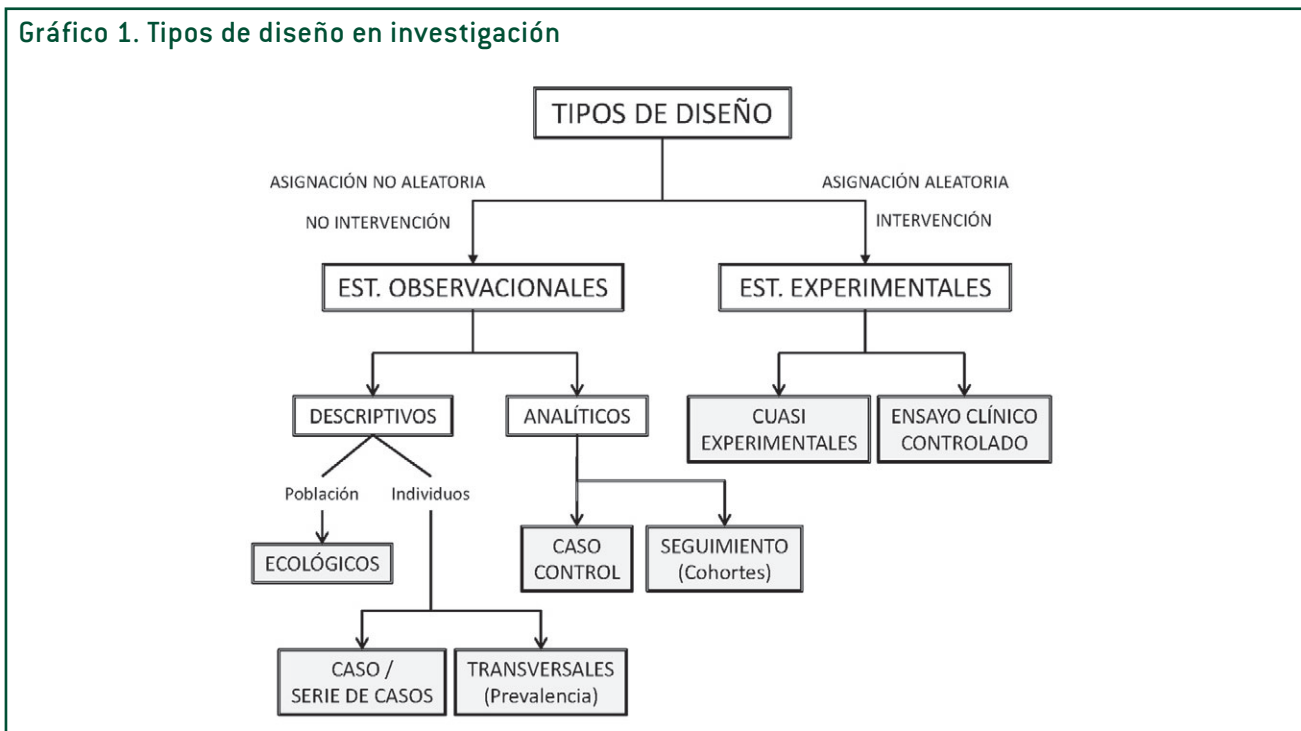 Gráfico 1. Tipos de diseño en investigación
TIPOS DE DISEÑO
ASIGNACIÓN NO ALEATORIA
ASIGNACIÓN ALEATORIA
NO INTERVENCIÓN
INTERVENCIÓN
EST. OBSERVACIONALES
EST. EXPERIMENTALES
DESCRIPTIVOS
ANALÍTICOS
CUASI
EXPERIMENTALES
ENSAYO CLÍNICO
CONTROLADO
Población
Individuos
ECOLÓGICOS
CASO
CONTROL
SEGUIMIENTO
(Cohortes)
CASO /
SERIE DE CASOS
TRANSVERSALES
(Prevalencia)